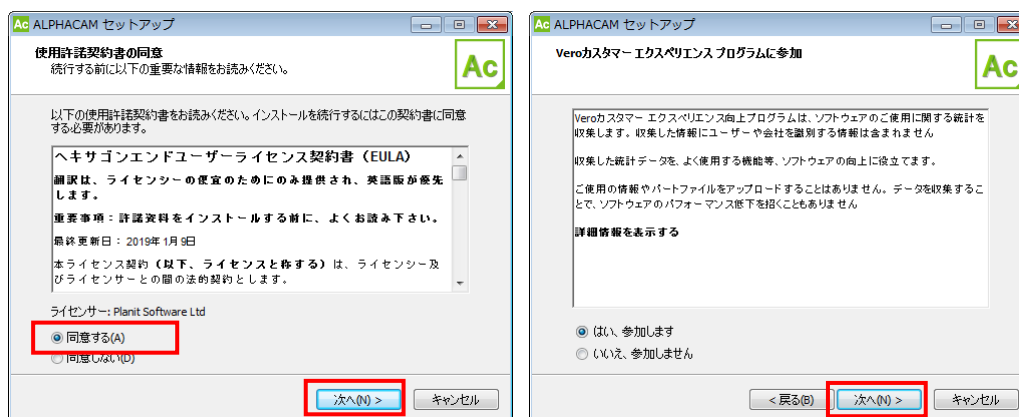 Ac ALPHACAM セットアップ
使用許諾契約書の同意
続行する前に以下の重要な情報をお読みください。
Ac
以下の使用許諾契約書をお読みください。インストールを続行するにはこの契約書に同意
する必要があります。
ヘキサゴンエンドユーザーライセンス契約書 (EULA)
翻訳は、ライセンシーの便宜のためにのみ提供され、英語版が優先
します。
重要事項：許諾資料をインストールする前に、よくお読み下さい。
最終更新日： 2019年 1月 9日
本ライセンス契約 (以下、ライセンスと称する) は、ライセンシー及
びライセンサーとの間の法的契約とします。
ライセンサー: Planit Software Ltd
同意する(A)
同意しない(D)
次へ(N) >
キャンセル
Ac ALPHACAM セットアップ
Veroカスタマー エクスペリエンス プログラムに参加
Ac
Veroカスタマー エクスペリエンス向上プログラムは、ソフトウェアのご使用に関する統計を
収集します。収集した情報にユーザーや会社を識別する情報は含まれません
収集した統計データを、よく使用する機能等、ソフトウェアの向上に役立てます。
ご使用の情報やパートファイルをアップロードすることはありません。データを収集するこ
とで、ソフトウェアのパフォーマンス低下を招くこともありません
詳細情報を表示する
はい、参加します
いいえ、参加しません
< 戻る(B)
次へ(N) >
キャンセル